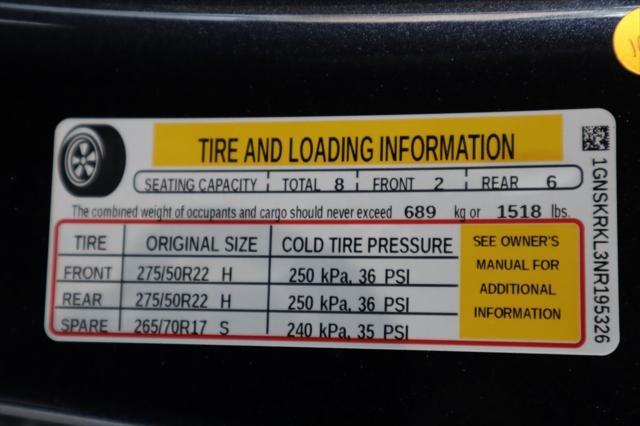 TIRE AND LOADING INFORMATION
SEATING CAPACITY TOTAL 8 FRONT 2 REAR 6
The combined weight of occupants and cargo should never exceed 689 kg or 1518 lbs.
TIRE ORIGINAL SIZE COLD TIRE PRESSURE
FRONT 275/50R22 H 250 kPa, 36 PSI
REAR 275/50R22 H 250 kPa, 36 PSI
SPARE 265/70R17 S 240 kPa, 35 PSI
SEE OWNER'S
MANUAL FOR
ADDITIONAL
INFORMATION
1GNSKRKL3NR195326